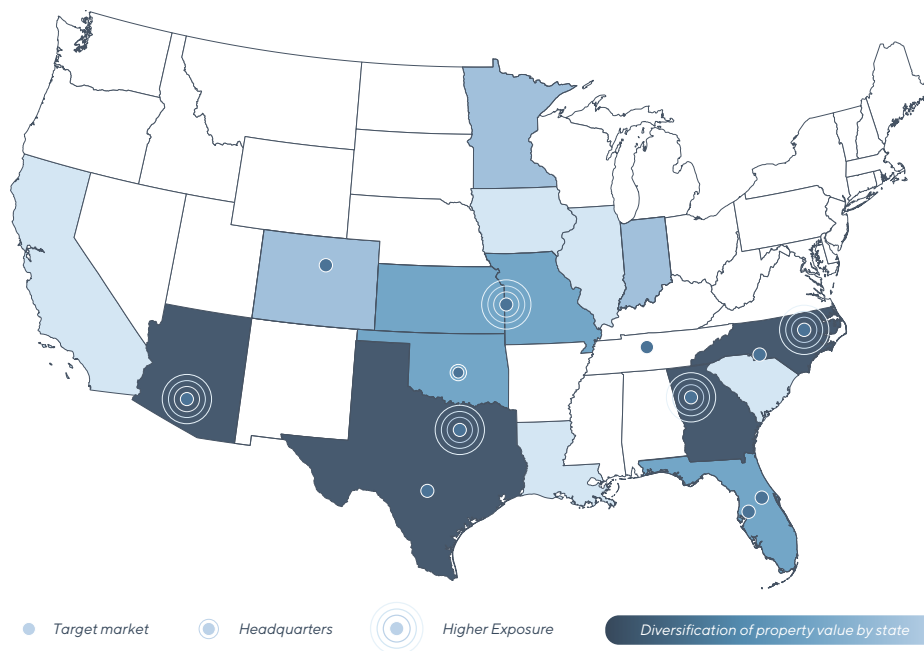 Target market
Headquarters
Higher Exposure
Diversification of property value by state